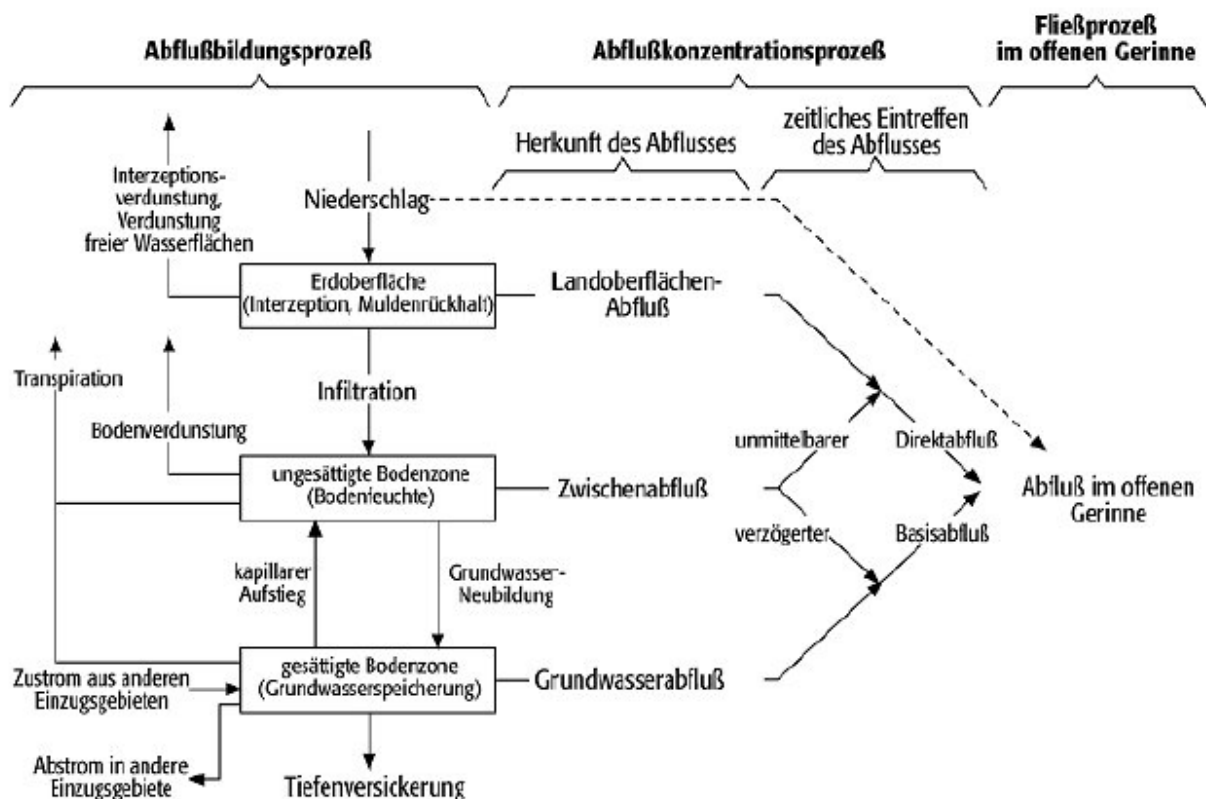 Abflußbildungsprozeß
Abflußkonzentrationsprozeß
Fließprozeß
im offenen Gerinne
Herkunft des Abflusses
zeitliches Eintreffen
des Abflusses
Interzeptions-
verdunstung,
Verdunstung
freier Wasserflächen
Niederschlag
Erdoberfläche
(Interzeption, Muldenrückhalt)
Landoberflächen-
Abfluß
Transpiration
Infiltration
Bodenverdunstung
unmittelbarer
Direktabfluß
ungesättigte Bodenzone
(Bodenfeuchte)
Zwischenabfluß
Abfluß im offenen
Gerinne
verzögerter
Basisabfluß
kapillarer
Aufstieg
Grundwasser-
Neubildung
gesättigte Bodenzone
(Grundwasserspeicherung)
Grundwasserabfluß
Zustrom aus anderen
Einzugsgebieten
Abstrom in andere
Einzugsgebiete
Tiefenversickerung